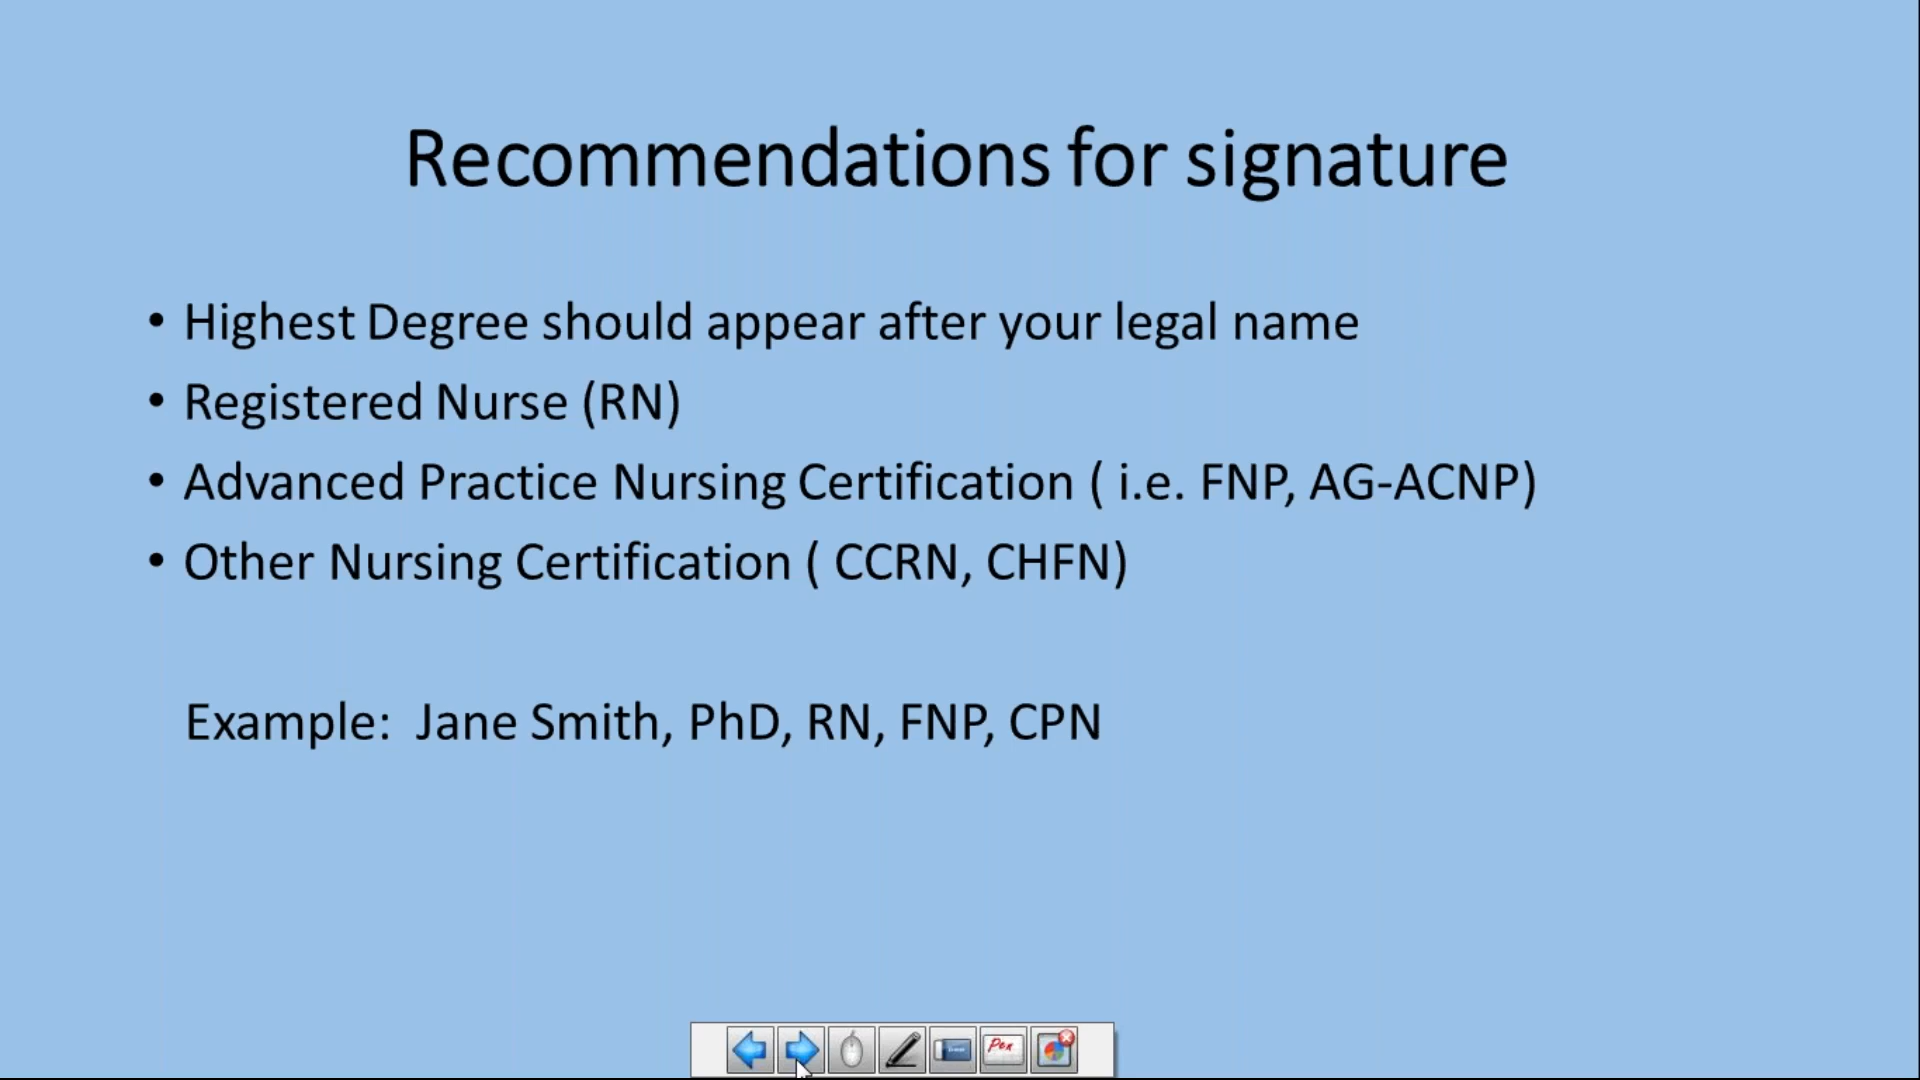 Recommendations for signature
• Highest Degree should appear after your legal name
• Registered Nurse (RN)
• Advanced Practice Nursing Certification ( i.e. FNP, AG-ACNP)
• Other Nursing Certification ( CCRN, CHFN)
Example:  Jane Smith, PhD, RN, FNP, CPN
Pen